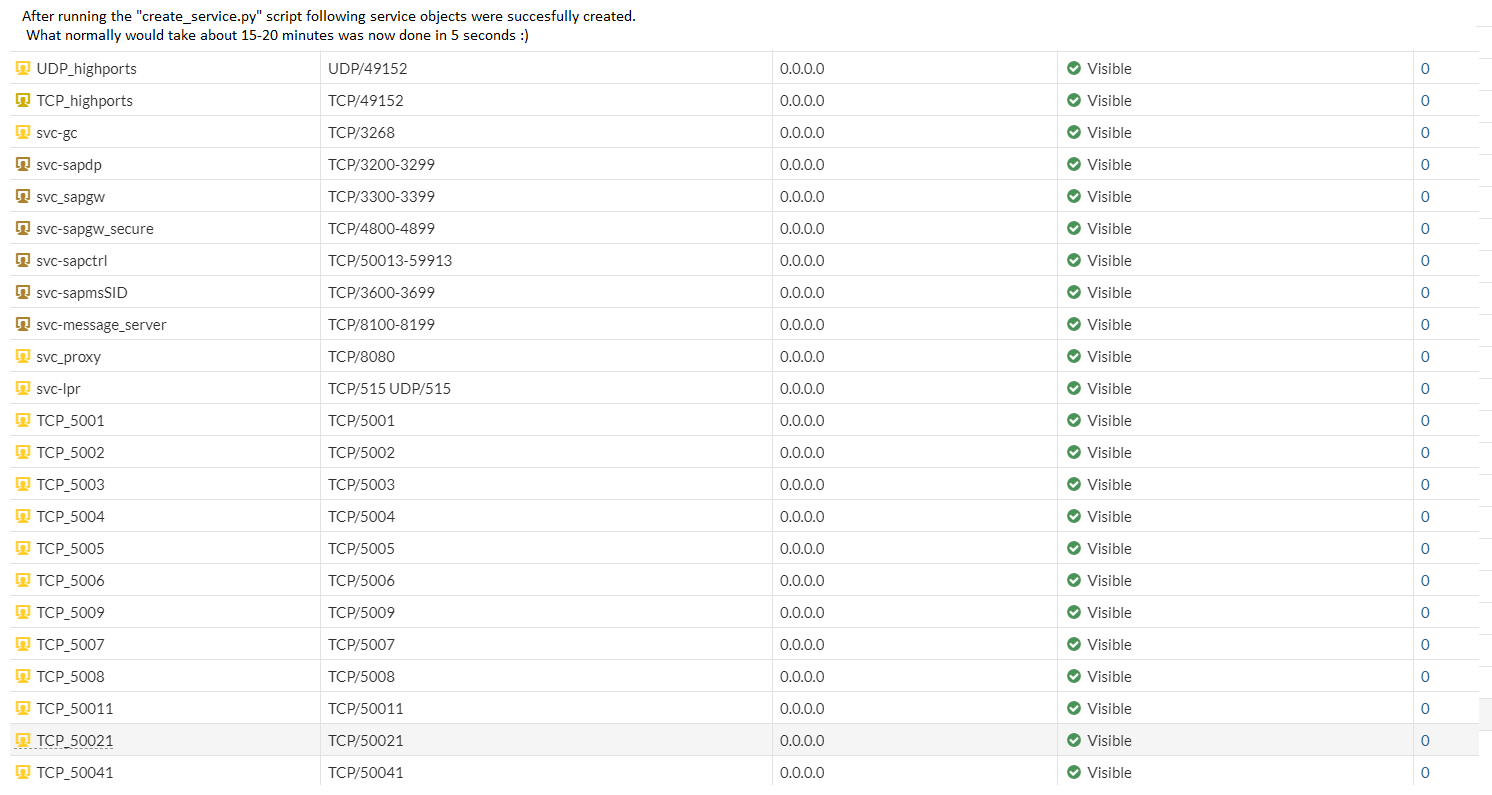 After running the "create_service.py" script following service objects were succesfully created.
What normally would take about 15-20 minutes was now done in 5 seconds :)
UDP_highports UDP/49152 0.0.0.0 Visible 0
TCP_highports TCP/49152 0.0.0.0 Visible 0
svc-gc TCP/3268 0.0.0.0 Visible 0
svc-sapdp TCP/3200-3299 0.0.0.0 Visible 0
svc_sapgw TCP/3300-3399 0.0.0.0 Visible 0
svc-sapgw_secure TCP/4800-4899 0.0.0.0 Visible 0
svc-sapctrl TCP/50013-59913 0.0.0.0 Visible 0
svc-sapmsSID TCP/3600-3699 0.0.0.0 Visible 0
svc-message_server TCP/8100-8199 0.0.0.0 Visible 0
svc_proxy TCP/8080 0.0.0.0 Visible 0
svc-lpr TCP/515 UDP/515 0.0.0.0 Visible 0
TCP_5001 TCP/5001 0.0.0.0 Visible 0
TCP_5002 TCP/5002 0.0.0.0 Visible 0
TCP_5003 TCP/5003 0.0.0.0 Visible 0
TCP_5004 TCP/5004 0.0.0.0 Visible 0
TCP_5005 TCP/5005 0.0.0.0 Visible 0
TCP_5006 TCP/5006 0.0.0.0 Visible 0
TCP_5009 TCP/5009 0.0.0.0 Visible 0
TCP_5007 TCP/5007 0.0.0.0 Visible 0
TCP_5008 TCP/5008 0.0.0.0 Visible 0
TCP_50011 TCP/50011 0.0.0.0 Visible 0
TCP_50021 TCP/50021 0.0.0.0 Visible 0
TCP_50041 TCP/50041 0.0.0.0 Visible 0